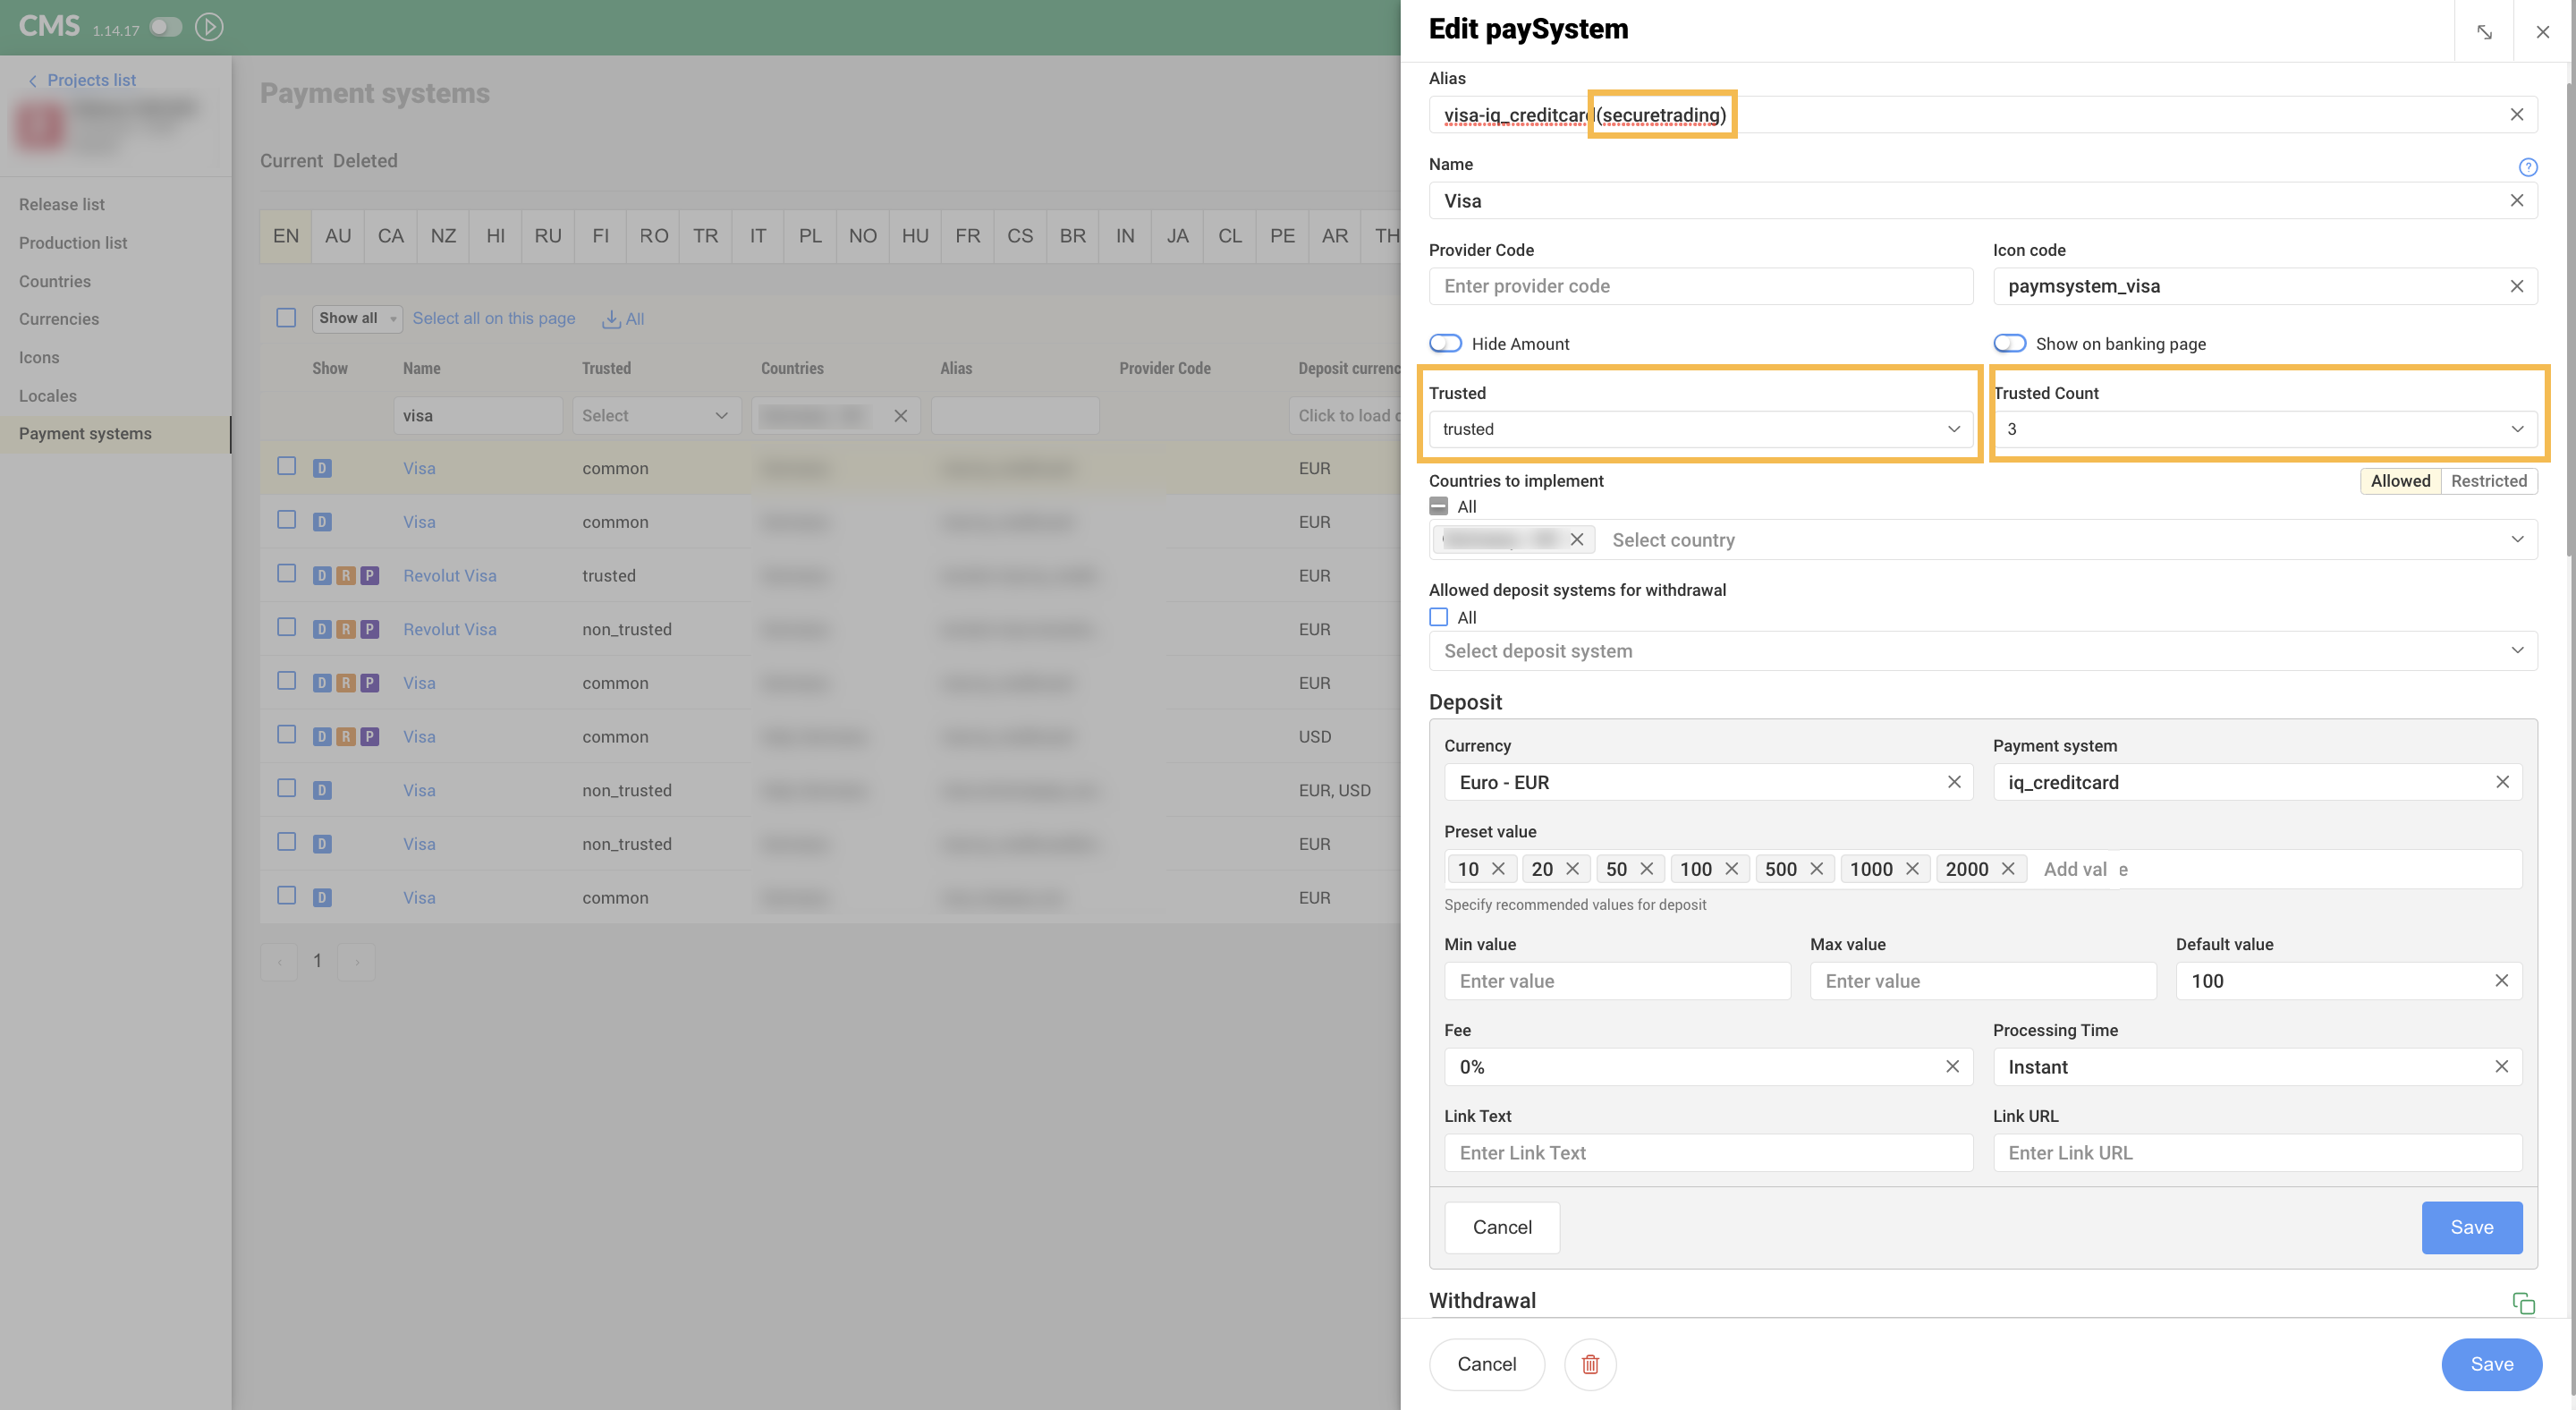 CMS 1.14.17
Projects list
Release list
Production list
Countries
Currencies
Icons
Locales
Payment systems
Payment systems
Current Deleted
EN AU CA NZ HI RU FI RO TR IT PL NO HU FR CS BR IN JA CL PE AR TH
Show all Select all on this page All
Show Name Trusted Countries Alias Provider Code Deposit currenc
visa Select Click to load c
D Visa common EUR
D Visa common EUR
D R P Revolut Visa trusted EUR
D R P Revolut Visa non_trusted EUR
D R P Visa common EUR
D R P Visa common USD
D Visa non_trusted EUR, USD
D Visa non_trusted EUR
D Visa common EUR
1
Edit paySystem
Alias
visa-iq_creditcard(securetrading)
Name
Visa
Provider Code Icon code
Enter provider code paymsystem_visa
Hide Amount Show on banking page
Trusted Trusted Count
trusted 3
Countries to implement Allowed Restricted
All
Select country
Allowed deposit systems for withdrawal
All
Select deposit system
Deposit
Currency Payment system
Euro - EUR iq_creditcard
Preset value
10 20 50 100 500 1000 2000 Add val e
Specify recommended values for deposit
Min value Max value Default value
Enter value Enter value 100
Fee Processing Time
0% Instant
Link Text Link URL
Enter Link Text Enter Link URL
Cancel Save
Withdrawal
Cancel Save